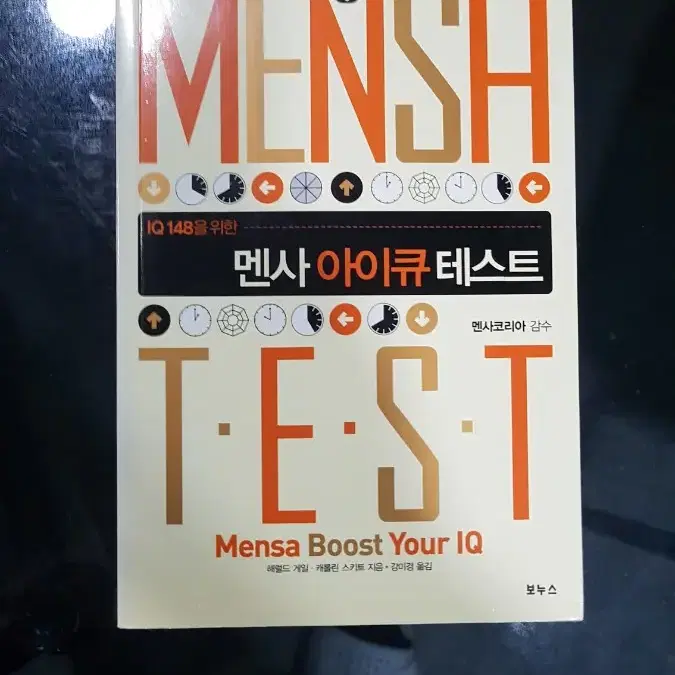 MENSA
IQ 148을 위한
멘사 아이큐 테스트
멘사코리아 감수
T·E·S·T
Mensa Boost Your IQ
해럴드 게일·캐롤린 스키트 지음·강미경 옮김
보누스